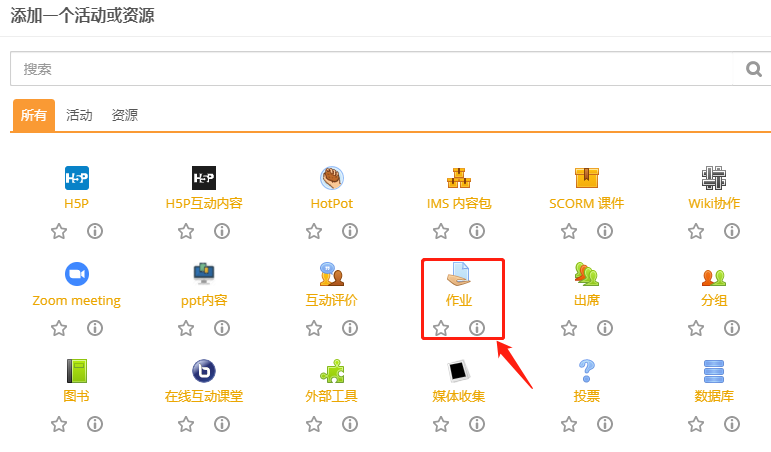 添加一个活动或资源
搜索
所有 活动 资源
H5P H5P互动内容 HotPot IMS 内容包 SCORM 课件 Wiki协作
Zoom meeting ppt内容 互动评价 作业 出席 分组
图书 在线互动课堂 外部工具 媒体收集 投票 数据库